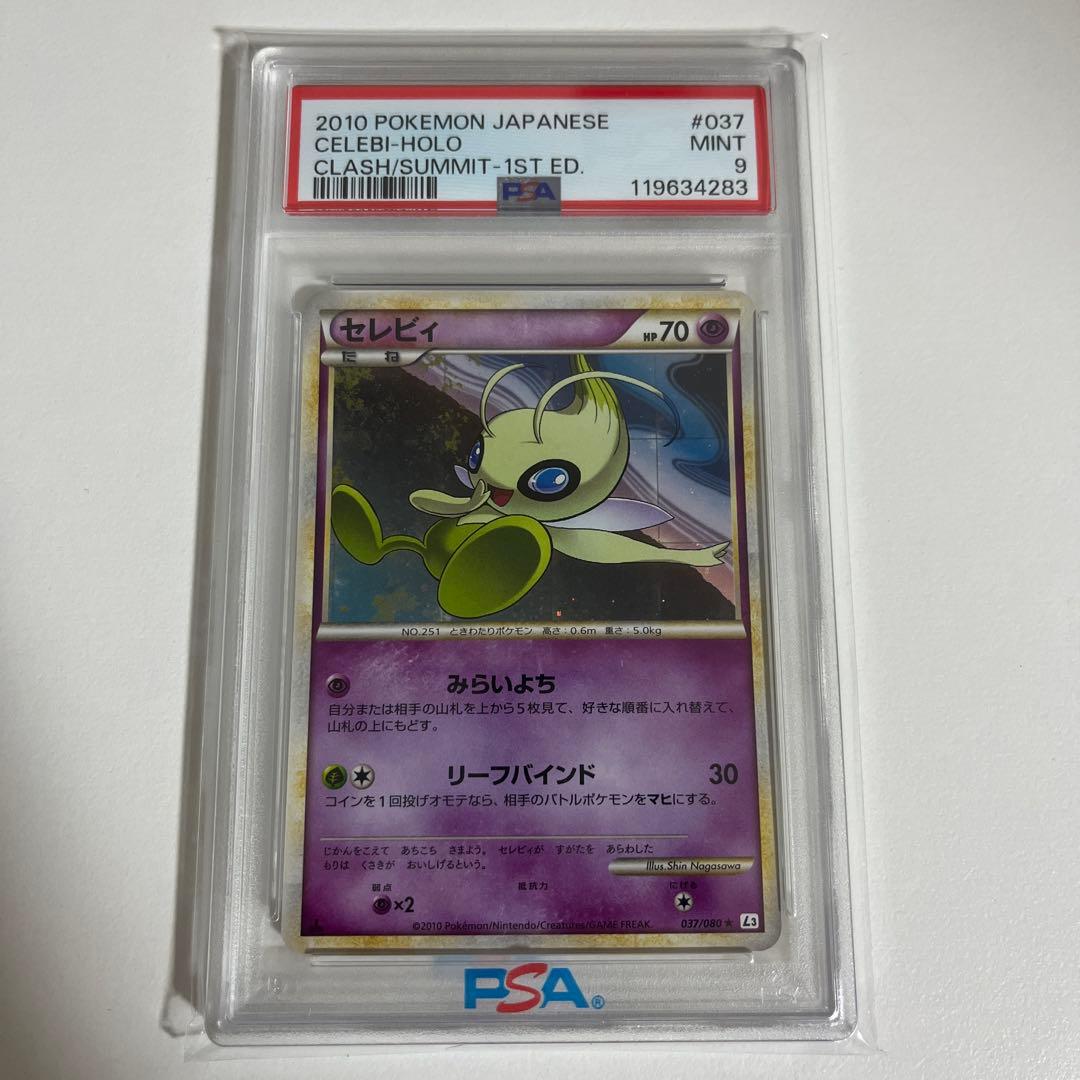 2010 POKEMON JAPANESE #037
CELEBI-HOLO MINT
CLASH/SUMMIT-1ST ED. 9
PSA 119634283
セレビィ HP70
たね
NO.251 ときわたりポケモン 高さ:0.6m 重さ:5.0kg
みらいよち
自分または相手の山札を上から5枚見て、好きな順番に入れ替えて、
山札の上にもどす。
リーフバインド 30
コインを1回投げオモテなら、相手のバトルポケモンをマヒにする。
じかんをこえて あちこち さまよう。 セレビィが すがたを あらわした
もりは くさきが おいしげるという。
Illus.Shin Nagasawa
弱点 抵抗力 にげる
×2
©2010 Pokémon/Nintendo/Creatures/GAME FREAK. 037/080 ★ L3
PSA®